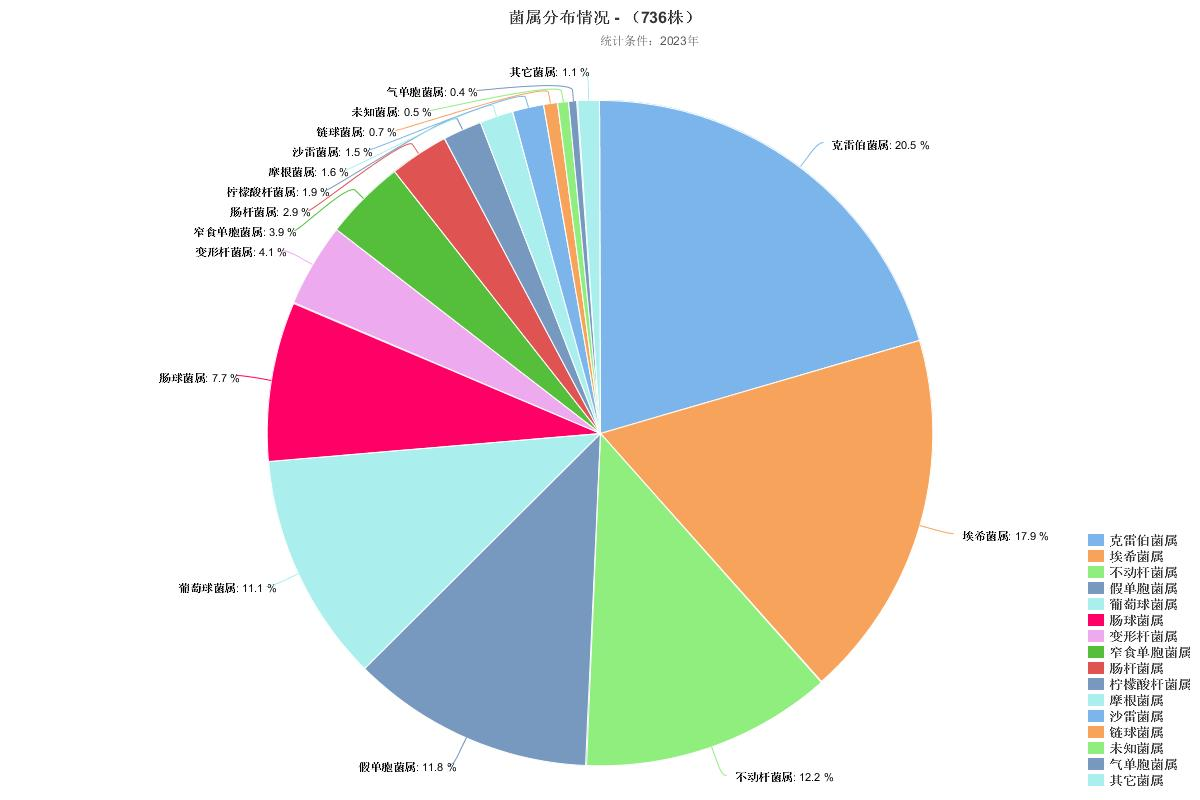 菌属分布情况 - （736株）
统计条件：2023年
其它菌属: 1.1 %
气单胞菌属: 0.4 %
未知菌属: 0.5 %
链球菌属: 0.7 %
沙雷菌属: 1.5 %
摩根菌属: 1.6 %
柠檬酸杆菌属: 1.9 %
肠杆菌属: 2.9 %
窄食单胞菌属: 3.9 %
变形杆菌属: 4.1 %
肠球菌属: 7.7 %
葡萄球菌属: 11.1 %
假单胞菌属: 11.8 %
不动杆菌属: 12.2 %
埃希菌属: 17.9 %
克雷伯菌属: 20.5 %
克雷伯菌属
埃希菌属
不动杆菌属
假单胞菌属
葡萄球菌属
肠球菌属
变形杆菌属
窄食单胞菌属
肠杆菌属
柠檬酸杆菌属
摩根菌属
沙雷菌属
链球菌属
未知菌属
气单胞菌属
其它菌属